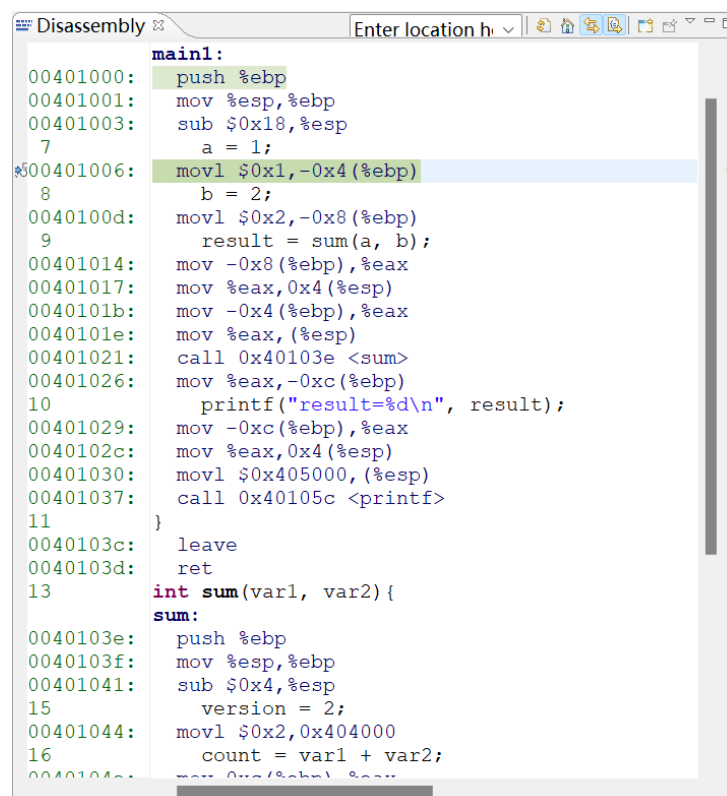 Disassembly
Enter location h
main1:
00401000: push %ebp
00401001: mov %esp,%ebp
00401003: sub $0x18,%esp
7 a = 1;
00401006: movl $0x1,-0x4(%ebp)
8 b = 2;
0040100d: movl $0x2,-0x8(%ebp)
9 result = sum(a, b);
00401014: mov -0x8(%ebp),%eax
00401017: mov %eax,0x4(%esp)
0040101b: mov -0x4(%ebp),%eax
0040101e: mov %eax,(%esp)
00401021: call 0x40103e <sum>
00401026: mov %eax,-0xc(%ebp)
10 printf("result=%d\n", result);
00401029: mov -0xc(%ebp),%eax
0040102c: mov %eax,0x4(%esp)
00401030: movl $0x405000,(%esp)
00401037: call 0x40105c <printf>
11 }
0040103c: leave
0040103d: ret
13 int sum(var1, var2){
sum:
0040103e: push %ebp
0040103f: mov %esp,%ebp
00401041: sub $0x4,%esp
15 version = 2;
00401044: movl $0x2,0x404000
16 count = var1 + var2;